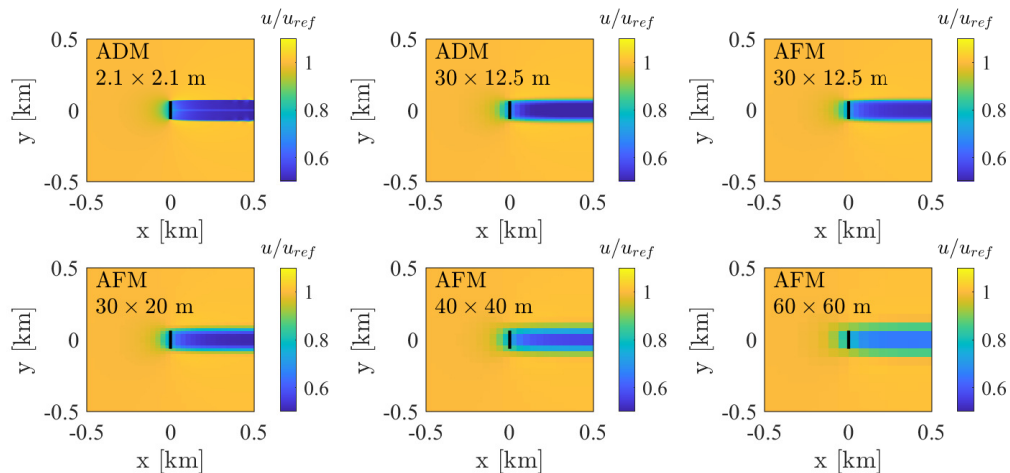 u/u_ref
0.5
ADM
2.1 × 2.1 m
y [km]
0
-0.5
-0.5 0 0.5
x [km]
1
0.8
0.6
u/u_ref
0.5
ADM
30 × 12.5 m
y [km]
0
-0.5
-0.5 0 0.5
x [km]
1
0.8
0.6
u/u_ref
0.5
AFM
30 × 12.5 m
y [km]
0
-0.5
-0.5 0 0.5
x [km]
1
0.8
0.6
u/u_ref
0.5
AFM
30 × 20 m
y [km]
0
-0.5
-0.5 0 0.5
x [km]
1
0.8
0.6
u/u_ref
0.5
AFM
40 × 40 m
y [km]
0
-0.5
-0.5 0 0.5
x [km]
1
0.8
0.6
u/u_ref
0.5
AFM
60 × 60 m
y [km]
0
-0.5
-0.5 0 0.5
x [km]
1
0.8
0.6